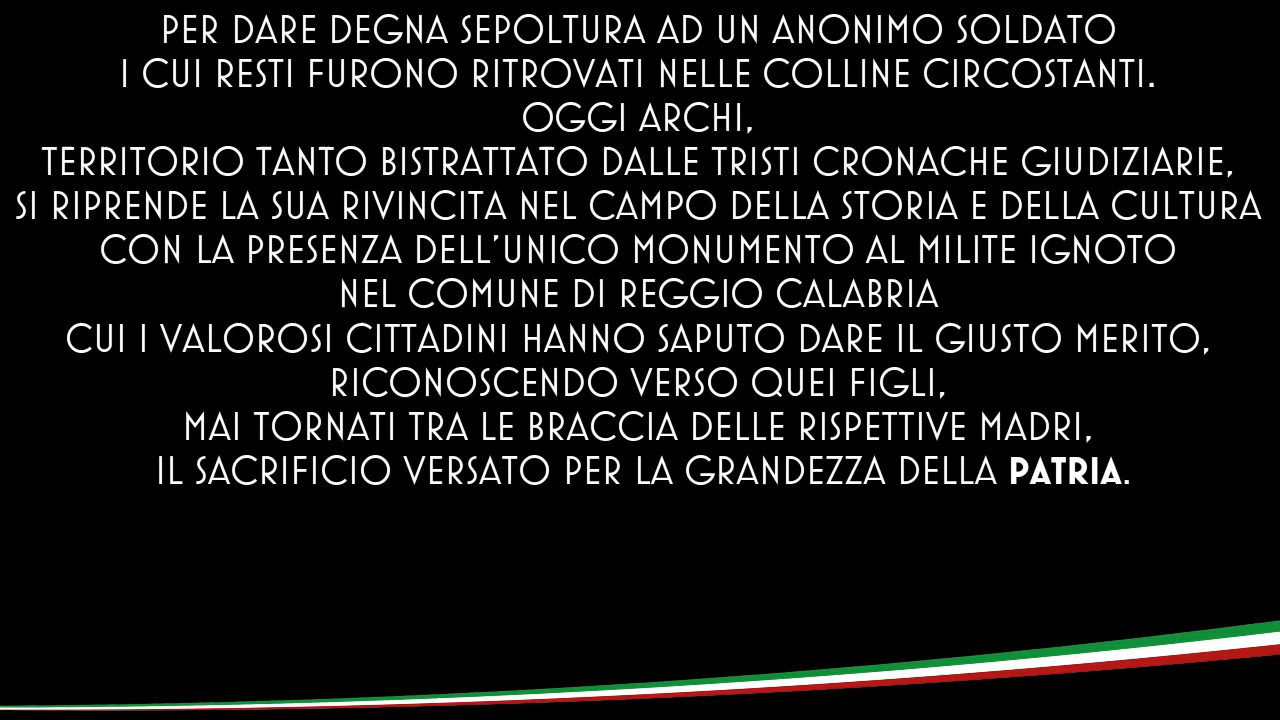 PER DARE DEGNA SEPOLTURA AD UN ANONIMO SOLDATO
I CUI RESTI FURONO RITROVATI NELLE COLLINE CIRCOSTANTI.
OGGI ARCHI,
TERRITORIO TANTO BISTRATTATO DALLE TRISTI CRONACHE GIUDIZIARIE,
SI RIPRENDE LA SUA RIVINCITA NEL CAMPO DELLA STORIA E DELLA CULTURA
CON LA PRESENZA DELL'UNICO MONUMENTO AL MILITE IGNOTO
NEL COMUNE DI REGGIO CALABRIA
CUI I VALOROSI CITTADINI HANNO SAPUTO DARE IL GIUSTO MERITO,
RICONOSCENDO VERSO QUEI FIGLI,
MAI TORNATI TRA LE BRACCIA DELLE RISPETTIVE MADRI,
IL SACRIFICIO VERSATO PER LA GRANDEZZA DELLA PATRIA.